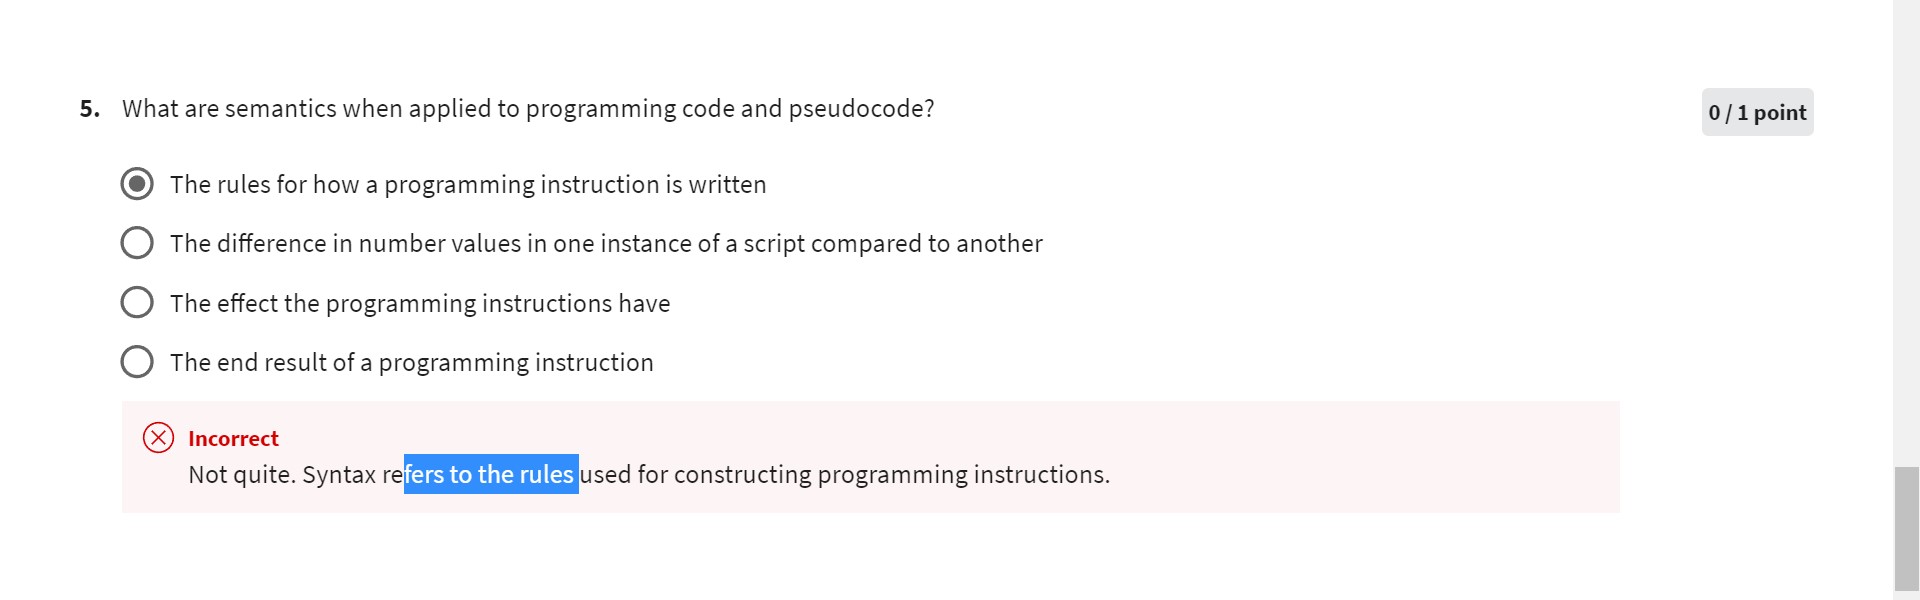 5. What are semantics when applied to programming code and pseudocode?
0 / 1 point
The rules for how a programming instruction is written
The difference in number values in one instance of a script compared to another
The effect the programming instructions have
The end result of a programming instruction
Incorrect
Not quite. Syntax refers to the rules used for constructing programming instructions.